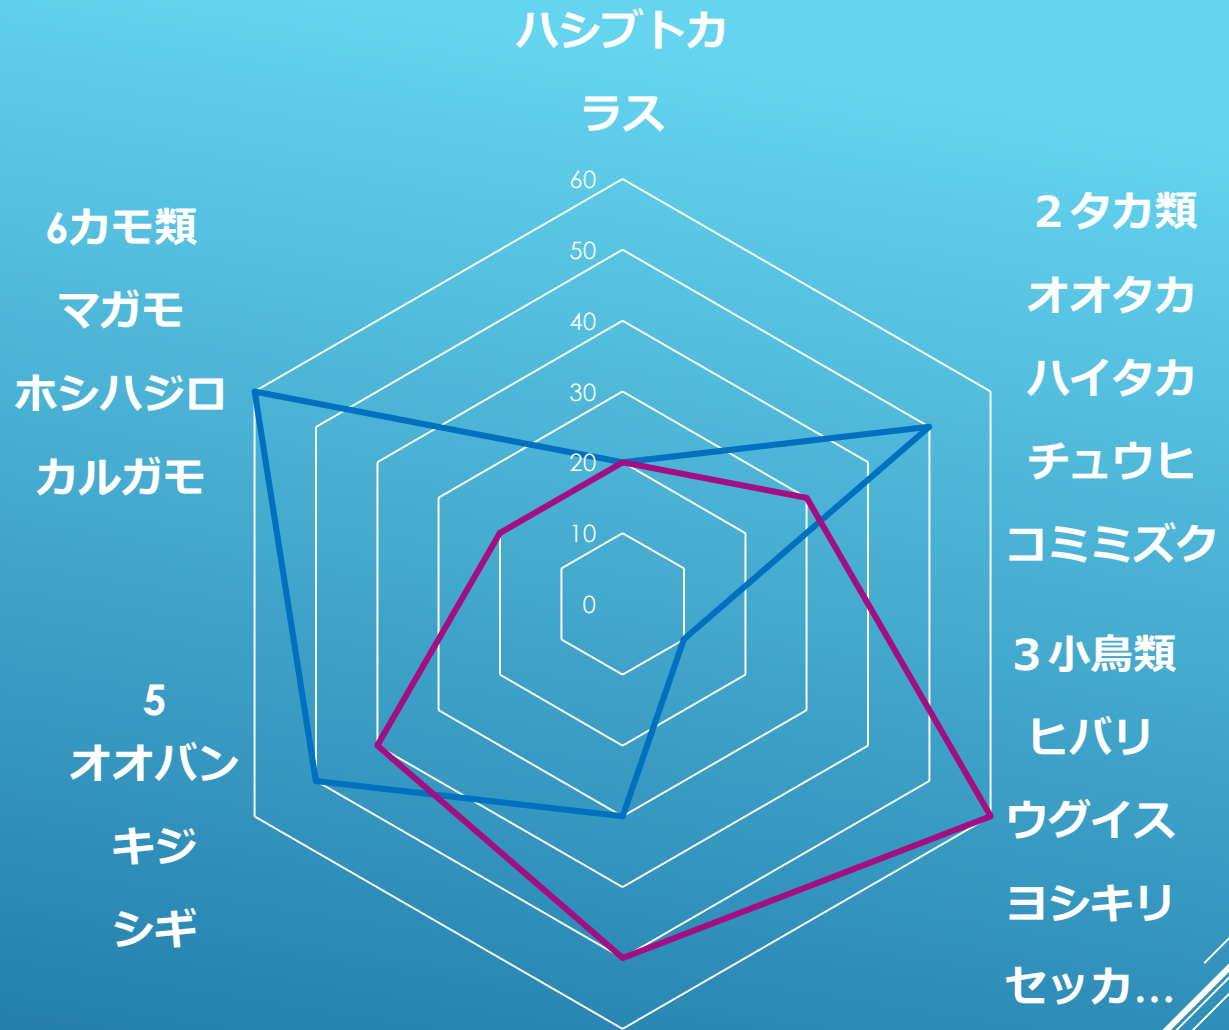 ハシブトカ
ラス
60
50
40
30
20
10
0
２タカ類
オオタカ
ハイタカ
チュウヒ
コミミズク
３小鳥類
ヒバリ
ウグイス
ヨシキリ
セッカ…
5
オオバン
キジ
シギ
6カモ類
マガモ
ホシハジロ
カルガモ